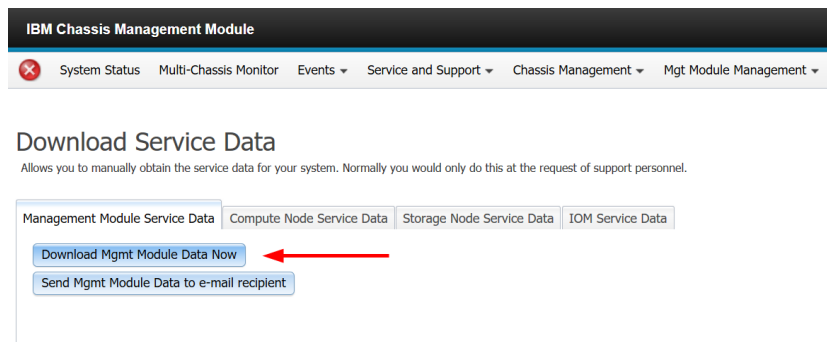 IBM Chassis Management Module
System Status Multi-Chassis Monitor Events Service and Support Chassis Management Mgt Module Management
Download Service Data
Allows you to manually obtain the service data for your system. Normally you would only do this at the request of support personnel.
Management Module Service Data Compute Node Service Data Storage Node Service Data IOM Service Data
Download Mgmt Module Data Now
Send Mgmt Module Data to e-mail recipient